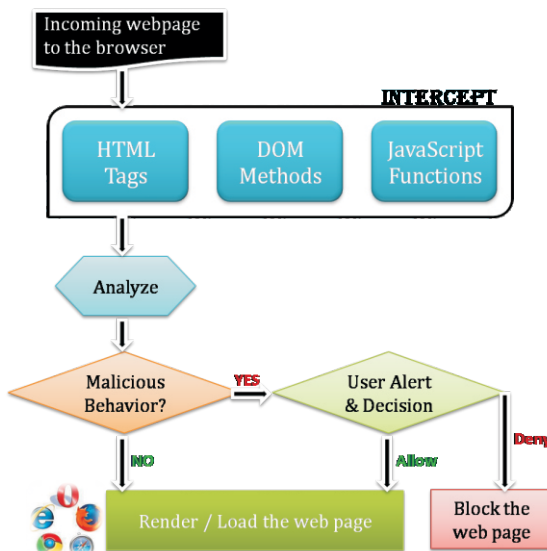 Incoming webpage
to the browser
INTERCEPT
HTML
Tags
DOM
Methods
JavaScript
Functions
Analyze
Malicious
Behavior?
YES
User Alert
& Decision
NO
Allow
Deny
Render / Load the web page
Block the
web page